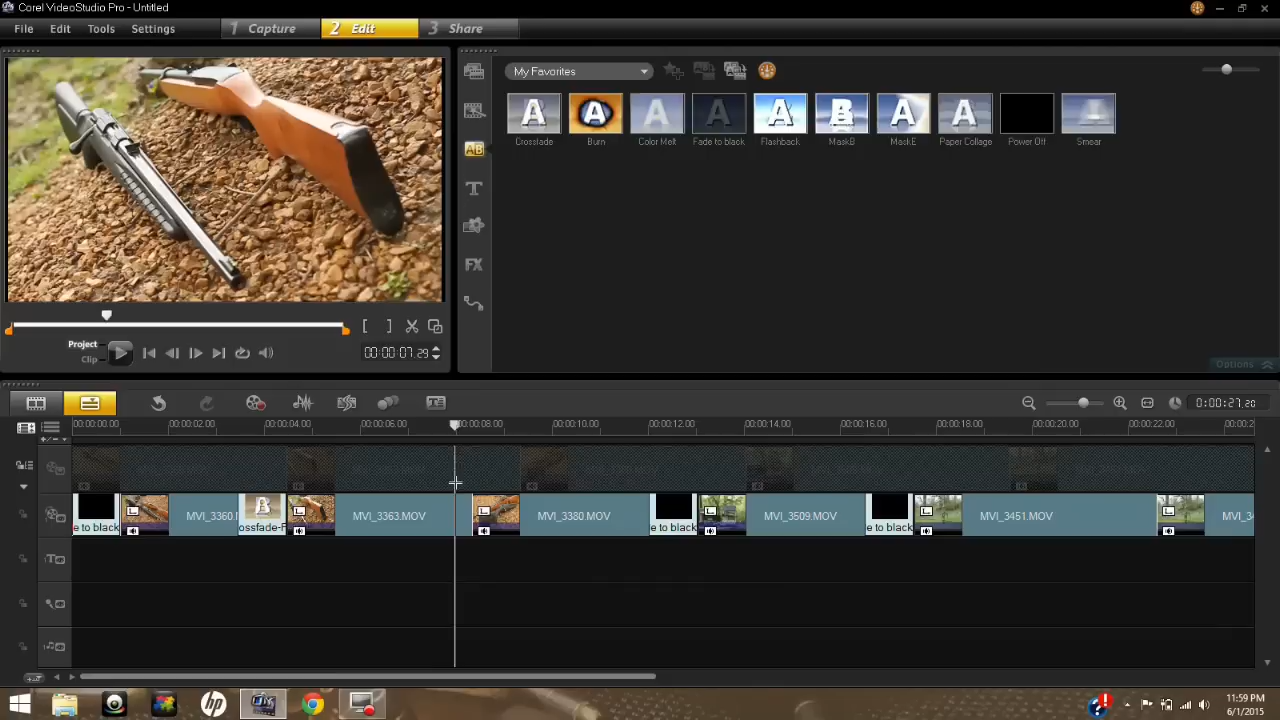 Corel VideoStudio Pro - Untitled
File Edit Tools Settings
1 Capture 2 Edit 3 Share
My Favorites
A A A A A B A A
Crossfade Burn Color Melt Fade to black Flashback MaskB MaskE Paper Collage Power Off Smear
AB
T
FX
Project
Clip
[ ]
00:00:07.29
Options
0:00:27.20
00:00:00.00 00:00:02.00 00:00:04.00 00:00:06.00 00:00:08.00 00:00:10.00 00:00:12.00 00:00:14.00 00:00:16.00 00:00:18.00 00:00:20.00 00:00:22.00 00:00:2
e to black MVI_3360.M B ossfade-F MVI_3363.MOV MVI_3380.MOV e to black MVI_3509.MOV e to black MVI_3451.MOV MVI_34
hp
11:59 PM
6/1/2015